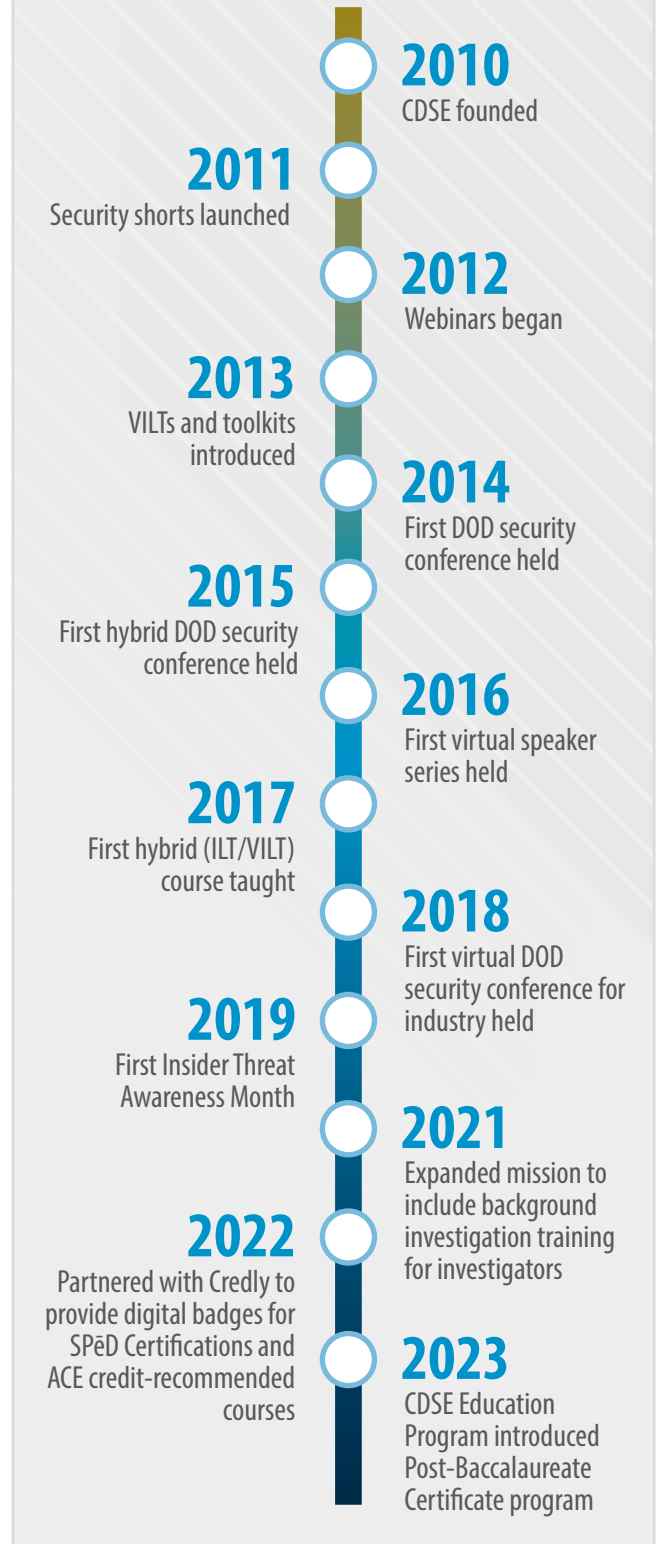 2010
CDSE founded
2011
Security shorts launched
2012
Webinars began
2013
VILTs and toolkits
introduced
2014
First DOD security
conference held
2015
First hybrid DOD security
conference held
2016
First virtual speaker
series held
2017
First hybrid (ILT/VILT)
course taught
2018
First virtual DOD
security conference for
industry held
2019
First Insider Threat
Awareness Month
2021
Expanded mission to
include background
investigation training
for investigators
2022
Partnered with Credly to
provide digital badges for
SPēD Certifications and
ACE credit-recommended
courses
2023
CDSE Education
Program introduced
Post-Baccalaureate
Certificate program